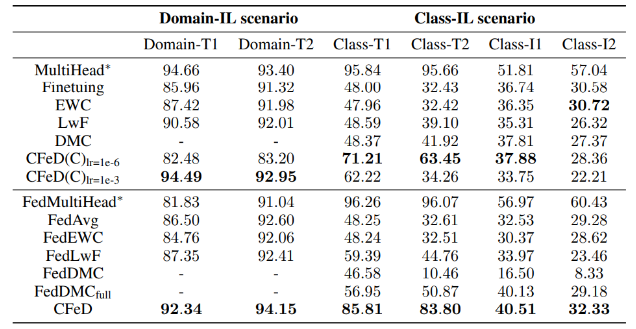 Domain-IL scenario Class-IL scenario
Domain-T1 Domain-T2 Class-T1 Class-T2 Class-I1 Class-I2
MultiHead* 94.66 93.40 95.84 95.66 51.81 57.04
Finetuing 85.96 91.32 48.00 32.43 36.74 30.58
EWC 87.42 91.98 47.96 32.42 36.35 30.72
LwF 90.58 92.01 48.59 39.10 35.31 26.32
DMC - - 48.37 41.92 37.81 27.37
CFeD(C)lr=1e-6 82.48 83.20 71.21 63.45 37.88 28.36
CFeD(C)lr=1e-3 94.49 92.95 62.22 34.26 33.75 22.21
FedMultiHead* 81.83 91.04 96.26 96.07 56.97 60.43
FedAvg 86.50 92.60 48.25 32.61 32.53 29.28
FedEWC 84.76 92.06 48.24 32.51 30.37 28.62
FedLwF 87.35 92.41 59.39 44.76 33.97 23.46
FedDMC - - 46.58 10.46 16.50 8.33
FedDMCfull - - 56.95 50.87 40.13 29.18
CFeD 92.34 94.15 85.81 83.80 40.51 32.33